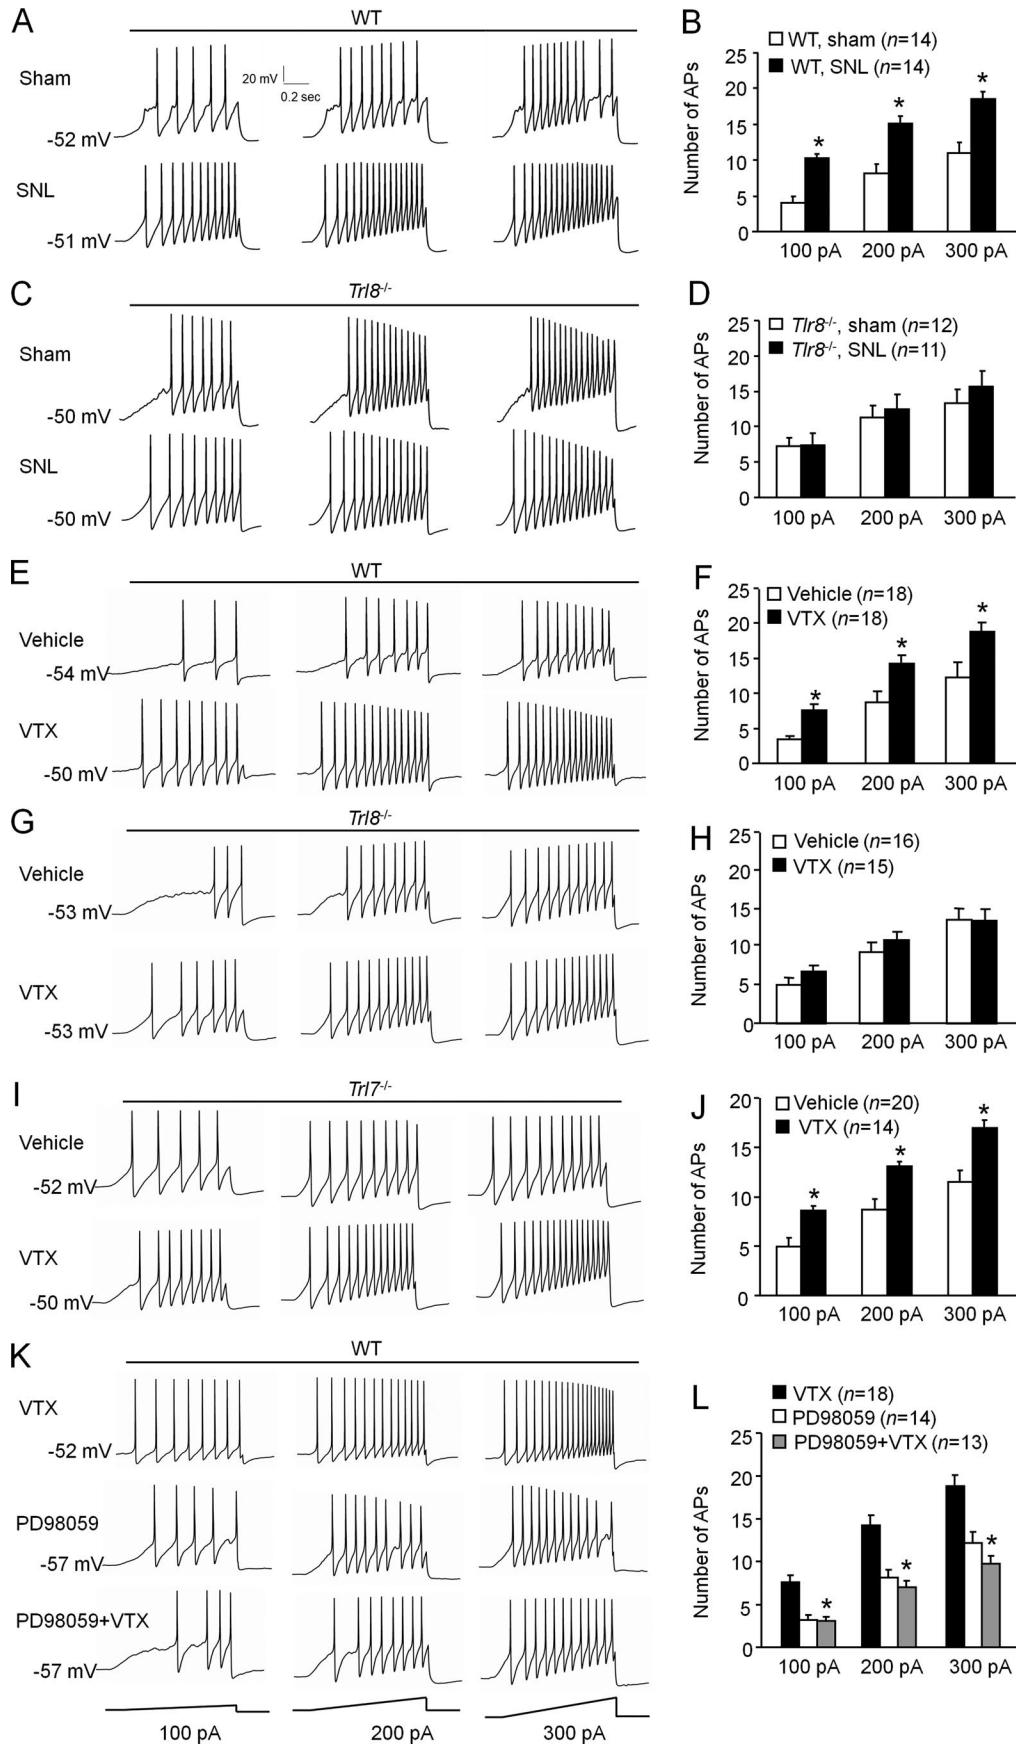 A
WT
Sham
-52 mV
20 mV
0.2 sec
SNL
-51 mV
B
WT, sham (n=14)
WT, SNL (n=14)
Number of APs
25
20
15
10
5
0
*
*
*
100 pA
200 pA
300 pA
C
Trl8-/-
Sham
-50 mV
SNL
-50 mV
D
Tlr8-/-, sham (n=12)
Tlr8-/-, SNL (n=11)
Number of APs
25
20
15
10
5
0
100 pA
200 pA
300 pA
E
WT
Vehicle
-54 mV
VTX
-50 mV
F
Vehicle (n=18)
VTX (n=18)
Number of APs
25
20
15
10
5
0
*
*
*
100 pA
200 pA
300 pA
G
Trl8-/-
Vehicle
-53 mV
VTX
-53 mV
H
Vehicle (n=16)
VTX (n=15)
Number of APs
25
20
15
10
5
0
100 pA
200 pA
300 pA
I
Trl7-/-
Vehicle
-52 mV
VTX
-50 mV
J
Vehicle (n=20)
VTX (n=14)
Number of APs
20
15
10
5
0
*
*
*
100 pA
200 pA
300 pA
K
WT
VTX
-52 mV
PD98059
-57 mV
PD98059+VTX
-57 mV
100 pA
200 pA
300 pA
L
VTX (n=18)
PD98059 (n=14)
PD98059+VTX (n=13)
Number of APs
25
20
15
10
5
0
*
*
*
100 pA
200 pA
300 pA